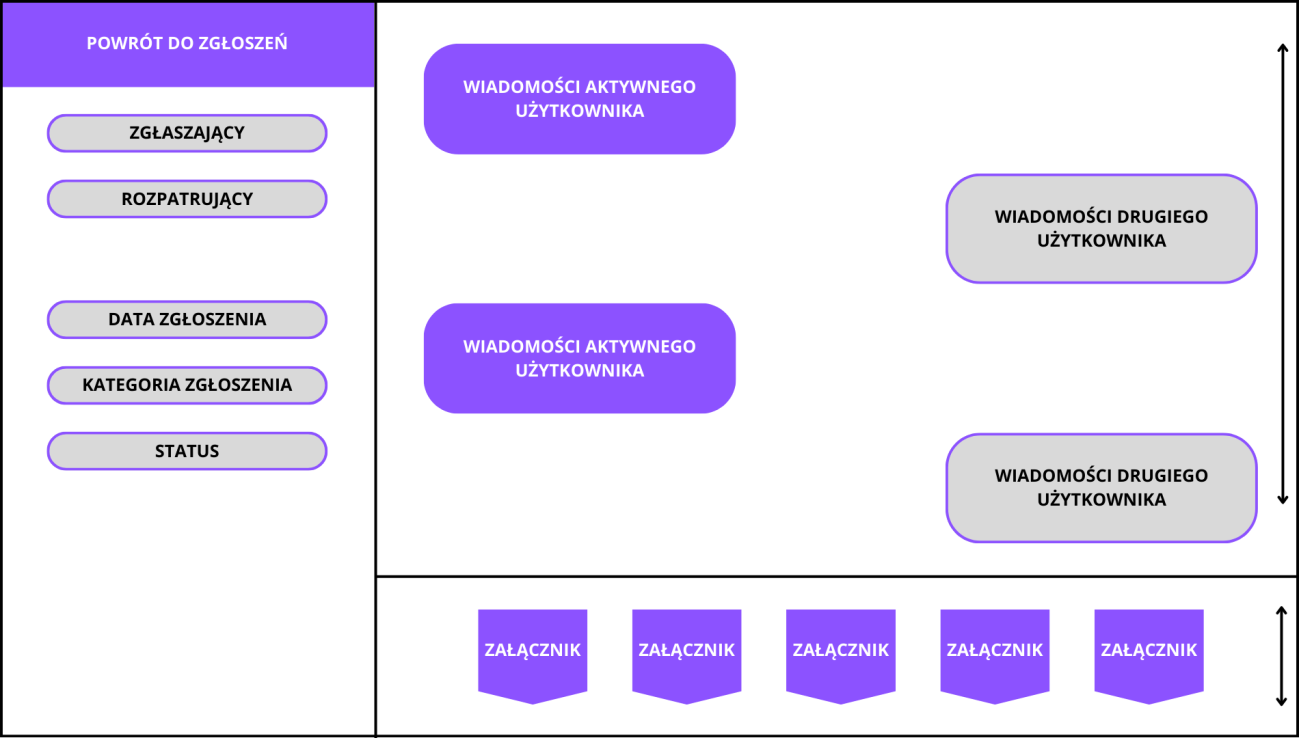 POWRÓT DO ZGŁOSZEŃ
ZGŁASZAJĄCY
ROZPATRUJĄCY
DATA ZGŁOSZENIA
KATEGORIA ZGŁOSZENIA
STATUS
WIADOMOŚCI AKTYWNEGO
UŻYTKOWNIKA
WIADOMOŚCI DRUGIEGO
UŻYTKOWNIKA
WIADOMOŚCI AKTYWNEGO
UŻYTKOWNIKA
WIADOMOŚCI DRUGIEGO
UŻYTKOWNIKA
ZAŁĄCZNIK
ZAŁĄCZNIK
ZAŁĄCZNIK
ZAŁĄCZNIK
ZAŁĄCZNIK